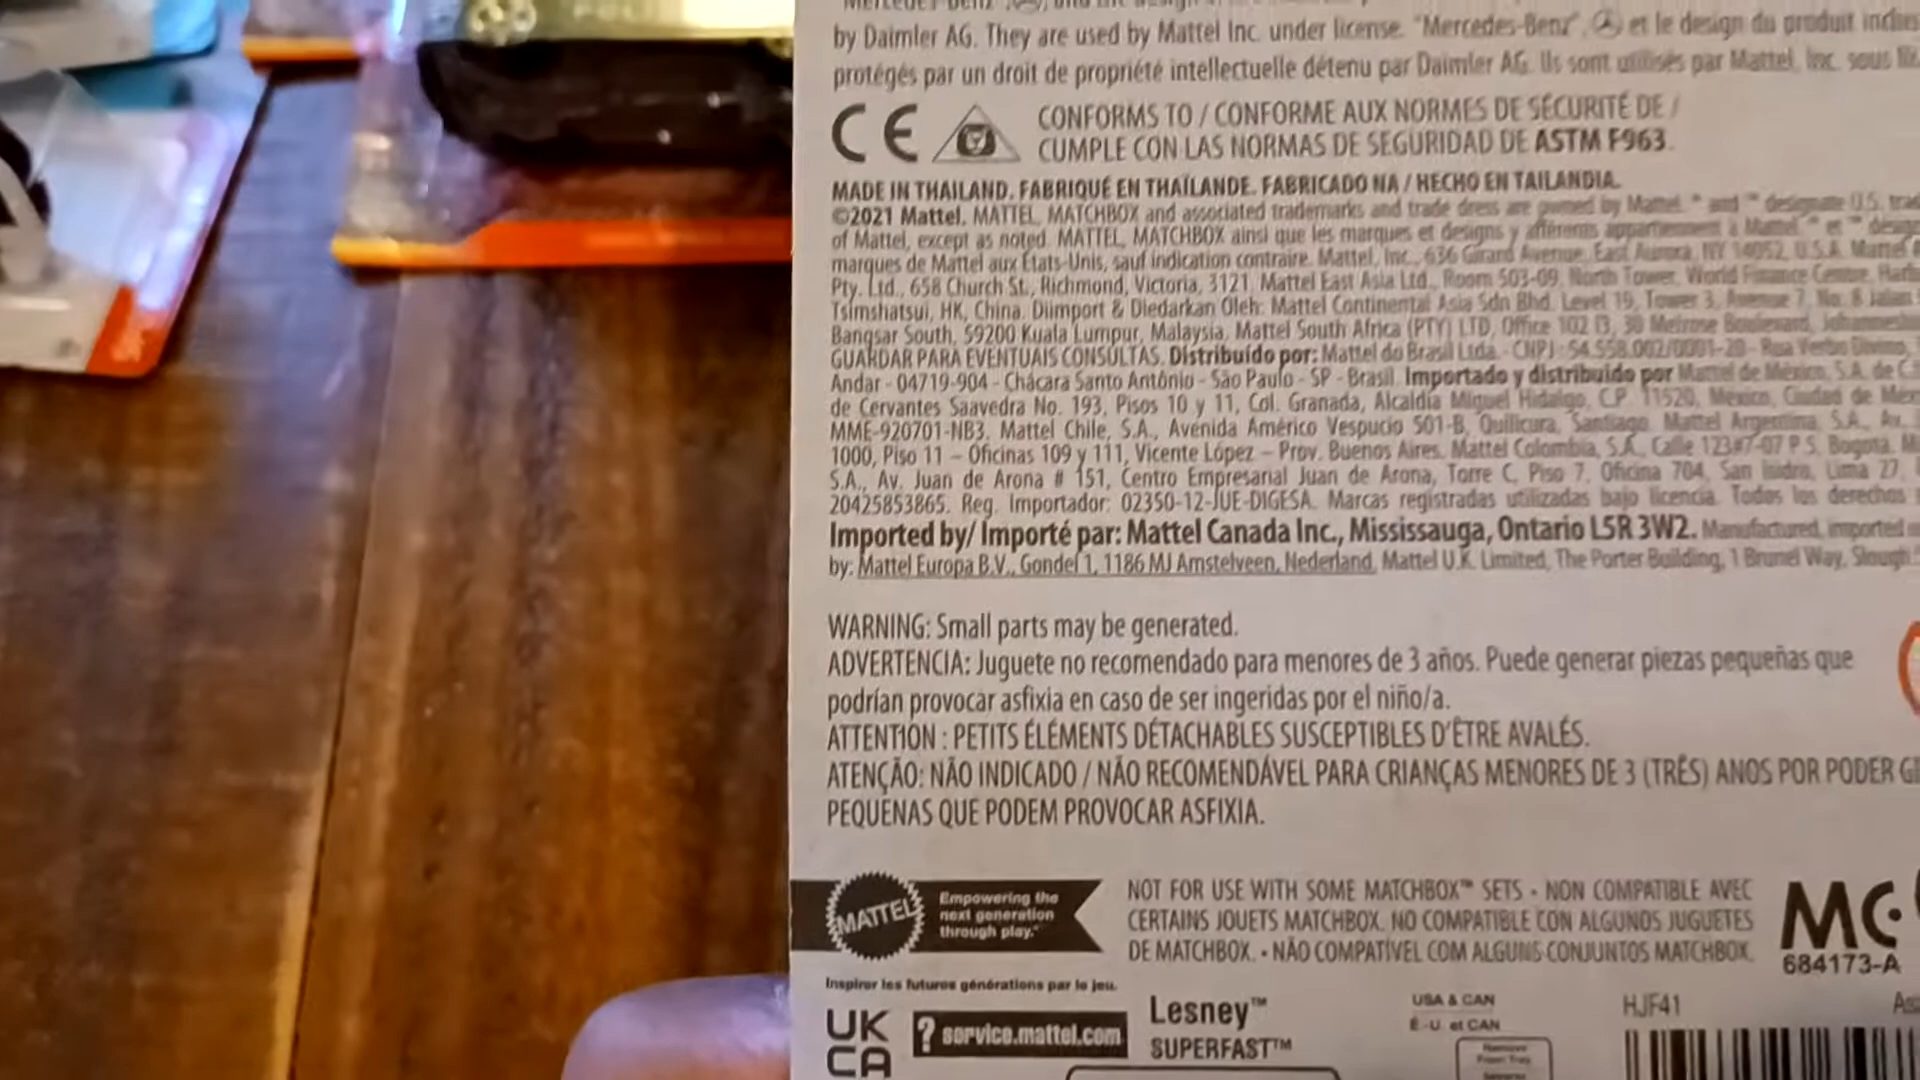 by Daimler AG. They are used by Mattel Inc. under license. "Mercedes-Benz", et le design du produit inclus
protégés par un droit de propriété intellectuelle détenu par Daimler AG. Ils sont utilisés par Mattel, Inc. sous
CE
CONFORMS TO / CONFORME AUX NORMES DE SÉCURITÉ DE /
CUMPLE CON LAS NORMAS DE SEGURIDAD DE ASTM F963.
MADE IN THAILAND. FABRIQUÉ EN THAÏLANDE. FABRICADO NA / HECHO EN TAILANDIA.
©2021 Mattel. MATTEL, MATCHBOX and associated trademarks and trade dress are owned by Mattel. ® and ™ designate U.S. trad
of Mattel, except as noted. MATTEL, MATCHBOX ainsi que les marques et designs y afférents appartiennent à Mattel. ® et ™ désign
marques de Mattel aux États-Unis, sauf indication contraire. Mattel, Inc., 636 Girard Avenue, East Aurora, NY 14052, U.S.A. Mattel
Pty. Ltd., 658 Church St., Richmond, Victoria, 3121. Mattel East Asia Ltd., Room 503-09, North Tower, World Finance Centre, Harb
Tsimshatsui, HK, China. Diimport & Diedarkan Oleh: Mattel Continental Asia Sdn Bhd. Level 19, Tower 3, Avenue 7, No. 8 Jalan
Bangsar South, 59200 Kuala Lumpur, Malaysia. Mattel South Africa (PTY) LTD, Office 102 I3, 30 Melrose Boulevard, Johannesb
GUARDAR PARA EVENTUAIS CONSULTAS. Distribuído por: Mattel do Brasil Ltda. - CNPJ : 54.558.002/0001-20 - Rua Verbo Divino,
Andar - 04719-904 - Chácara Santo Antônio - São Paulo - SP - Brasil. Importado y distribuido por Mattel de México, S.A. de C.
de Cervantes Saavedra No. 193, Pisos 10 y 11, Col. Granada, Alcaldía Miguel Hidalgo, C.P. 11520, México, Ciudad de Méx
MME-920701-NB3. Mattel Chile, S.A., Avenida Américo Vespucio 501-B, Quilicura, Santiago. Mattel Argentina, S.A., Av.
1000, Piso 11 – Oficinas 109 y 111, Vicente López – Prov. Buenos Aires. Mattel Colombia, S.A., Calle 123#7-07 P.5, Bogotá. M
S.A., Av. Juan de Arona # 151, Centro Empresarial Juan de Arona, Torre C, Piso 7, Oficina 704, San Isidro, Lima 27,
20425853865. Reg. Importador: 02350-12-JUE-DIGESA. Marcas registradas utilizadas bajo licencia. Todos los derechos
Imported by/ Importé par: Mattel Canada Inc., Mississauga, Ontario L5R 3W2. Manufactured, imported
by: Mattel Europa B.V., Gondel 1, 1186 MJ Amstelveen, Nederland. Mattel U.K. Limited, The Porter Building, 1 Brunel Way, Slough
WARNING: Small parts may be generated.
ADVERTENCIA: Juguete no recomendado para menores de 3 años. Puede generar piezas pequeñas que
podrían provocar asfixia en caso de ser ingeridas por el niño/a.
ATTENTION : PETITS ÉLÉMENTS DÉTACHABLES SUSCEPTIBLES D'ÊTRE AVALÉS.
ATENÇÃO: NÃO INDICADO / NÃO RECOMENDÁVEL PARA CRIANÇAS MENORES DE 3 (TRÊS) ANOS POR PODER G
PEQUENAS QUE PODEM PROVOCAR ASFIXIA.
MATTEL
Empowering the
next generation
through play.™
NOT FOR USE WITH SOME MATCHBOX™ SETS • NON COMPATIBLE AVEC
CERTAINS JOUETS MATCHBOX. NO COMPATIBLE CON ALGUNOS JUGUETES
DE MATCHBOX. • NÃO COMPATÍVEL COM ALGUNS CONJUNTOS MATCHBOX.
MC
684173-A
Inspirer les futures générations par le jeu.
UK
CA
? service.mattel.com
Lesney™
SUPERFAST™
USA & CAN
É.-U. et CAN
HJF41